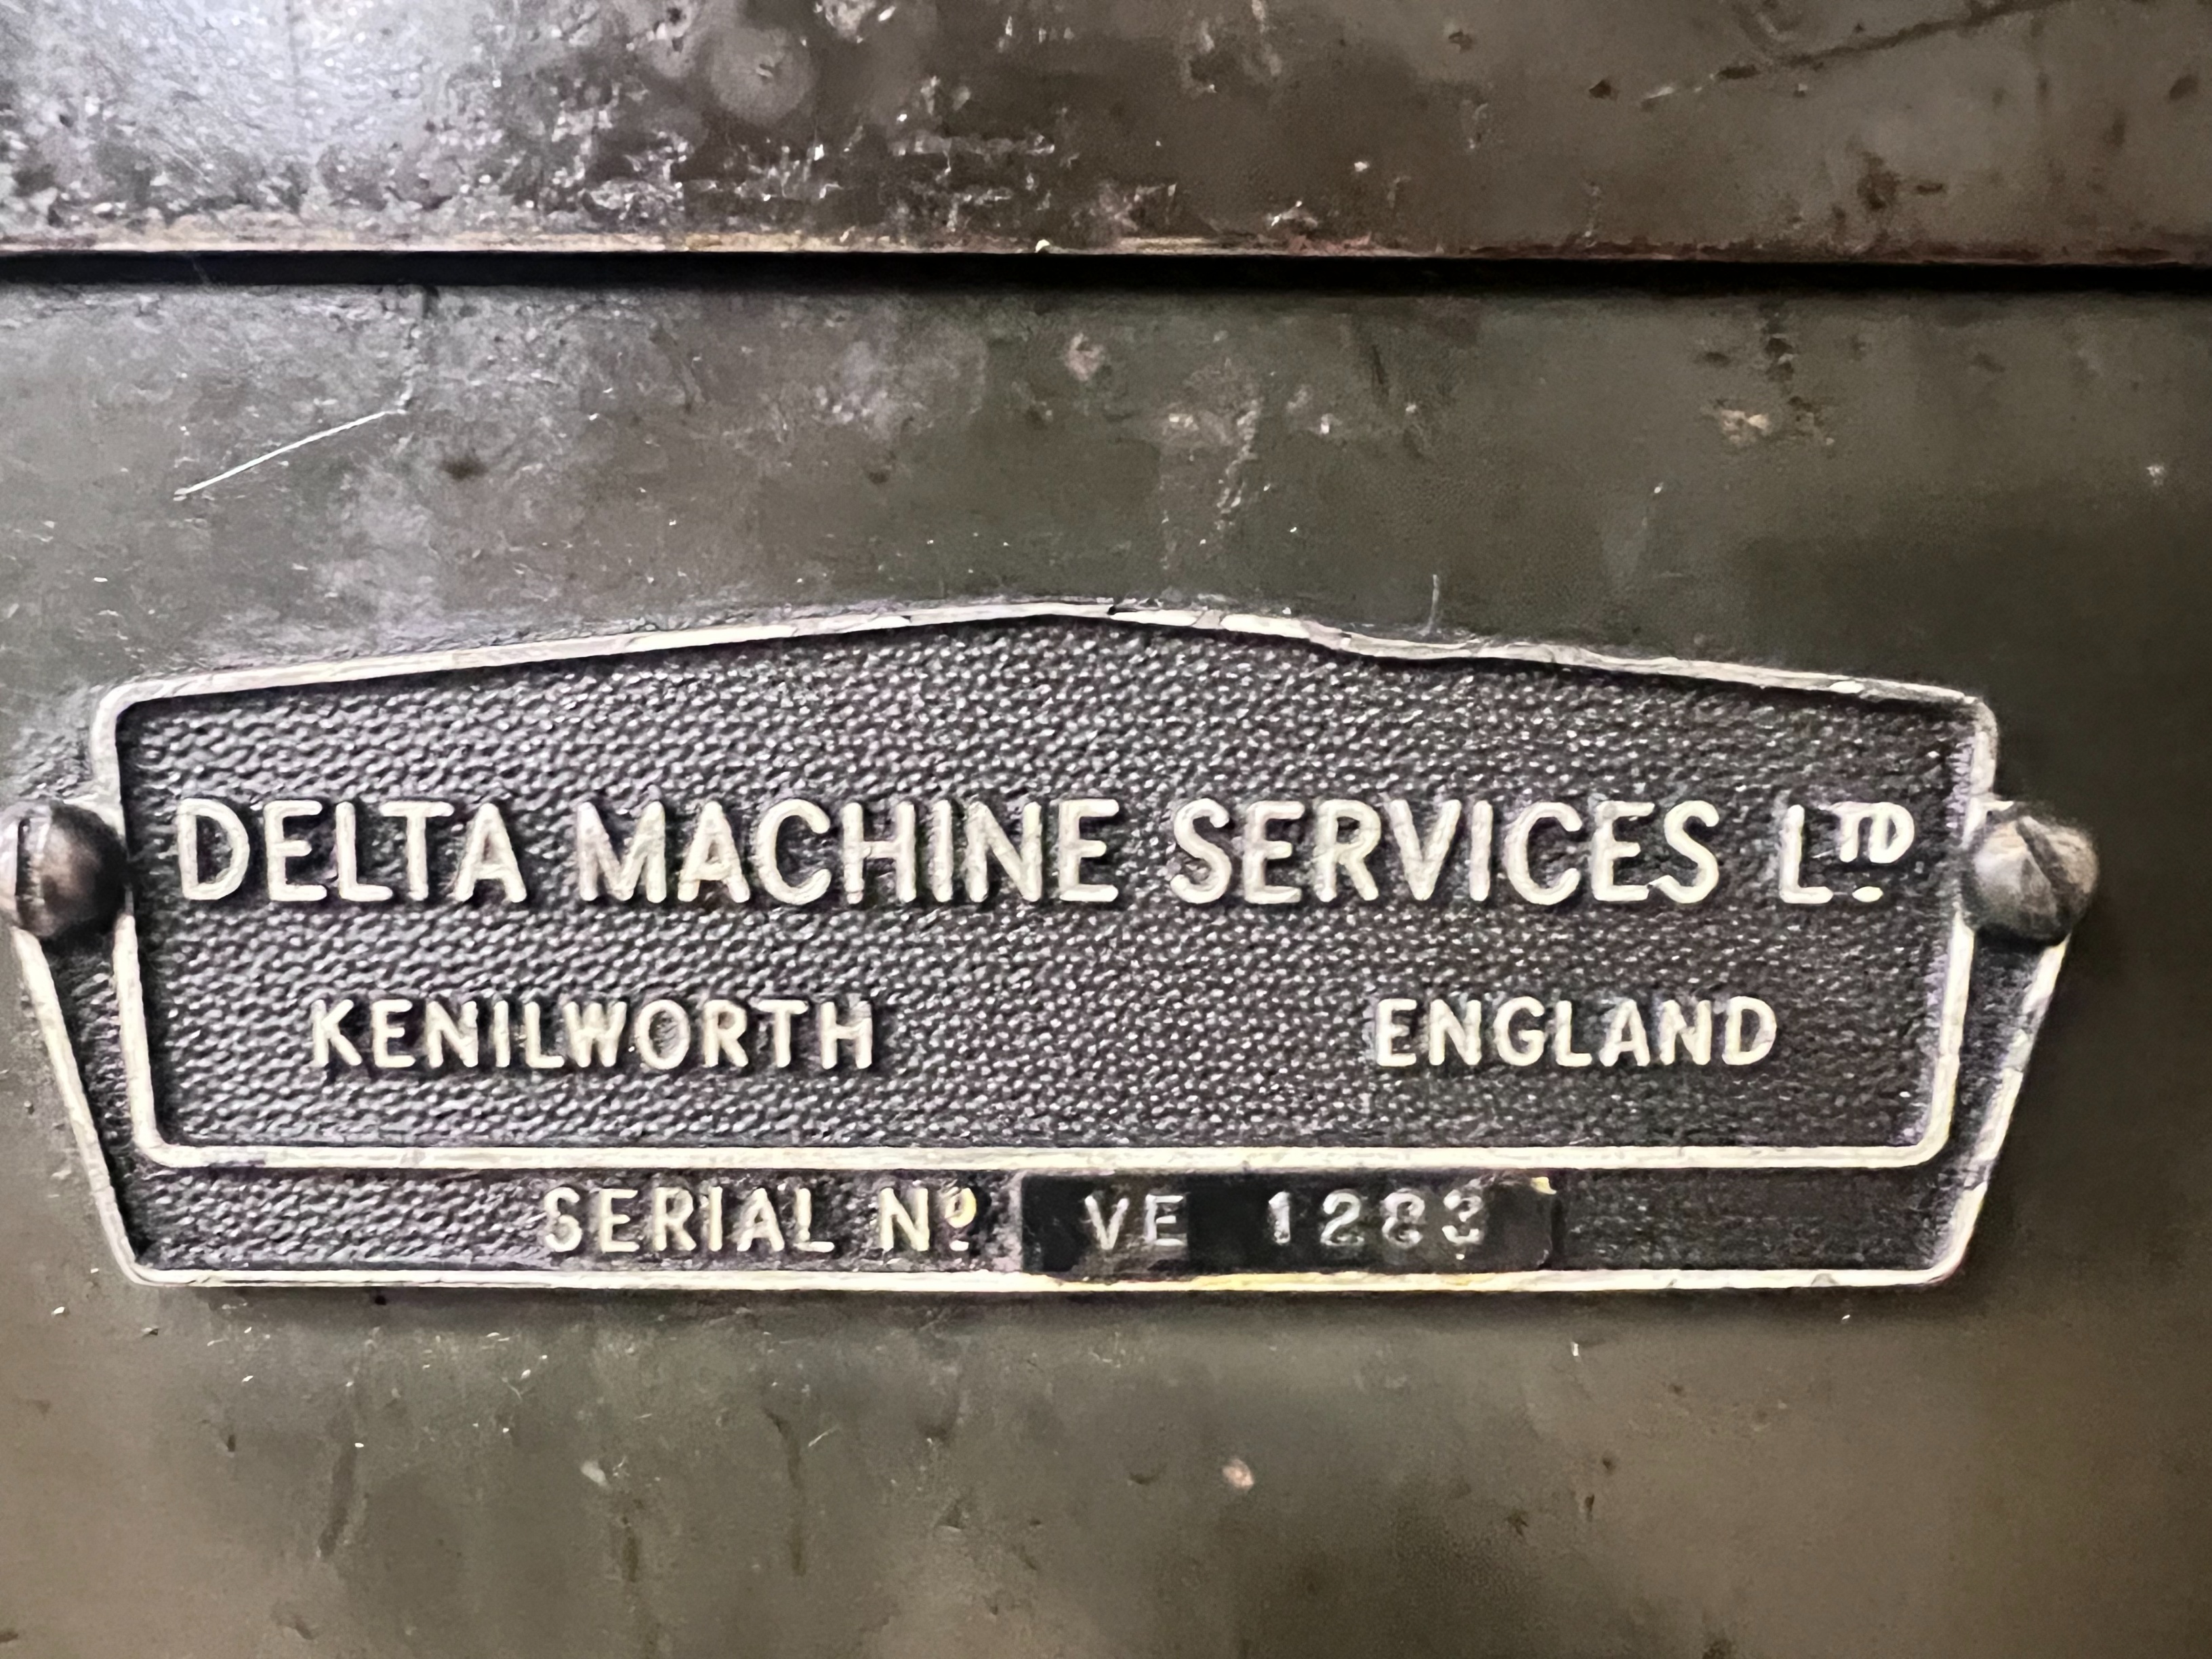 DELTA MACHINE SERVICES LTD.
KENILWORTH ENGLAND
SERIAL Nº VE 1283